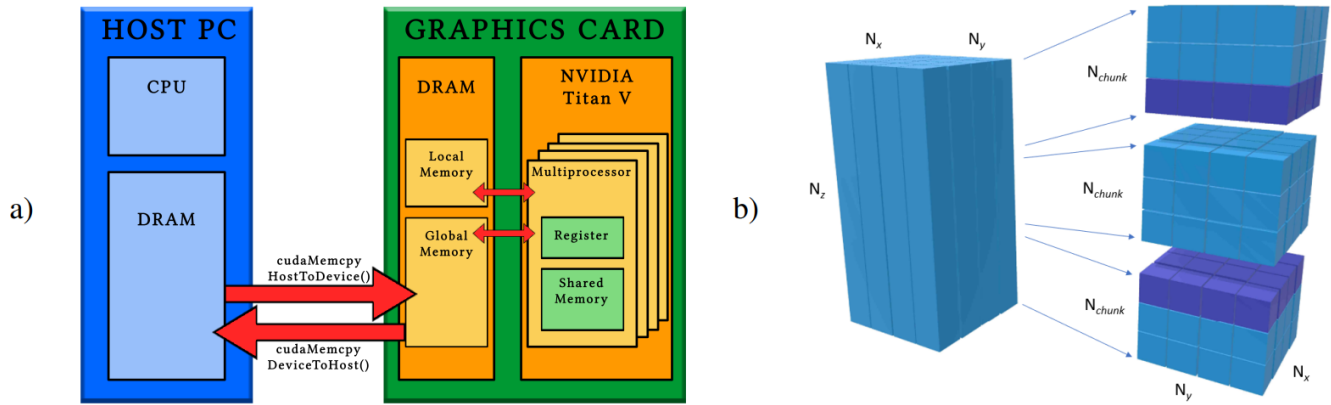 a)
HOST PC
CPU
DRAM
cudaMemcpy
HostToDevice()
cudaMemcpy
DeviceToHost()
GRAPHICS CARD
DRAM
Local
Memory
Global
Memory
NVIDIA
Titan V
Multiprocessor
Register
Shared
Memory
b)
Nx
Ny
Nz
Nchunk
Nchunk
Nchunk
Ny
Nx